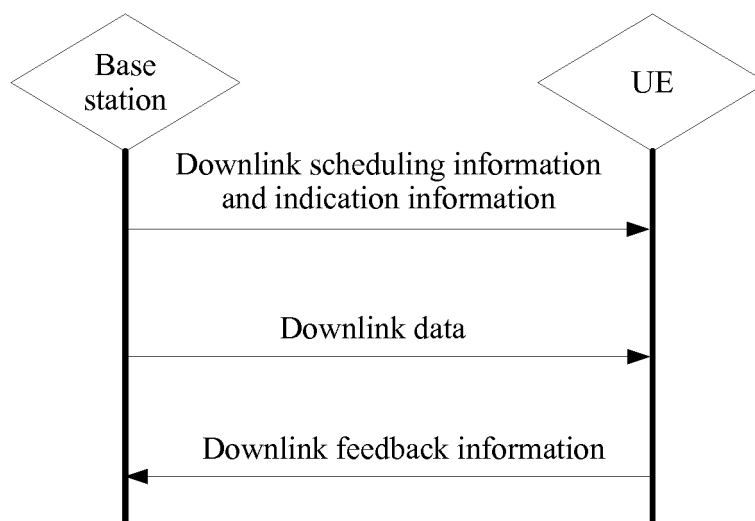 Base
station
UE
Downlink scheduling information
and indication information
Downlink data
Downlink feedback information